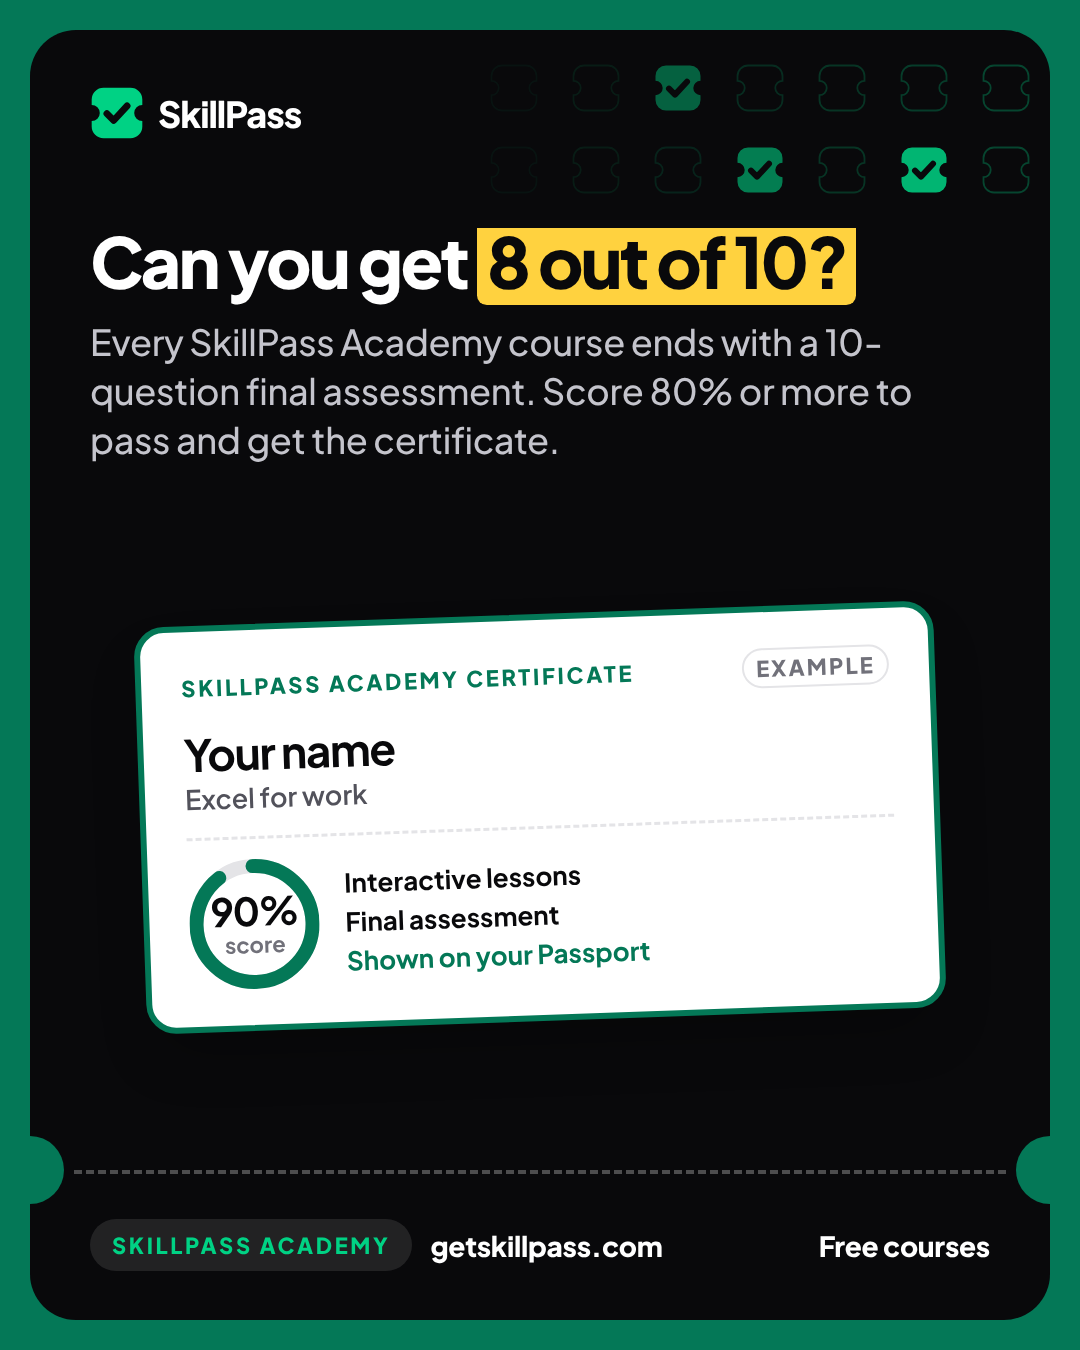 SkillPass
Can you get 8 out of 10?
Every SkillPass Academy course ends with a 10-
question final assessment. Score 80% or more to
pass and get the certificate.
SKILLPASS ACADEMY CERTIFICATE
EXAMPLE
Your name
Excel for work
90%
score
Interactive lessons
Final assessment
Shown on your Passport
SKILLPASS ACADEMY
getskillpass.com
Free courses